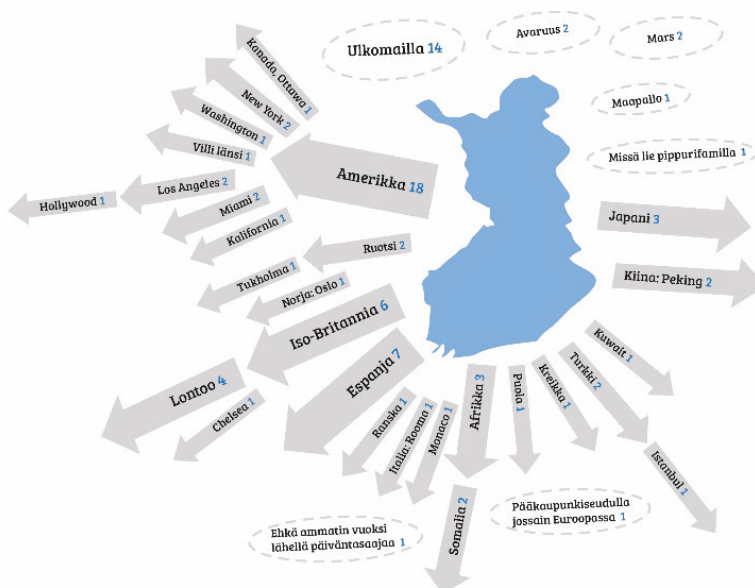 Ulkomailla 14
Avaruus 2
Mars 2
Maapallo 1
Missä lie pippurifamilla 1
Kanada, Ottawa 1
New York 2
Washington 1
Villi länsi 1
Amerikka 18
Hollywood 1
Los Angeles 2
Miami 2
Kalifornia 1
Japani 3
Kiina: Peking 2
Ruotsi 2
Tukholma 1
Norja: Oslo 1
Iso-Britannia 6
Lontoo 4
Chelsea 1
Espanja 7
Ranska 1
Italia: Rooma 1
Monaco 1
Afrikka 3
Somalia 2
Puola 1
Kreikka 1
Turkki 2
Kuwait 1
Istanbul 1
Ehkä ammatin vuoksi
lähellä päiväntasaajaa 1
Pääkaupunkiseudulla
jossain Euroopassa 1